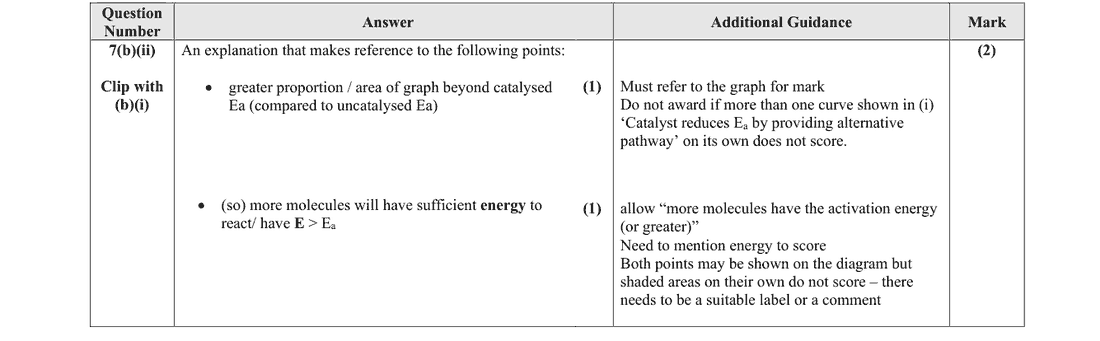 Question
Number
Answer
Additional Guidance
Mark
7(b)(ii)
An explanation that makes reference to the following points:
(2)
Clip with
(b)(i)
• greater proportion / area of graph beyond catalysed
Ea (compared to uncatalysed Ea)
(1)
Must refer to the graph for mark
Do not award if more than one curve shown in (i)
‘Catalyst reduces Eₐ by providing alternative
pathway’ on its own does not score.
• (so) more molecules will have sufficient energy to
react/ have E > Eₐ
(1)
allow “more molecules have the activation energy
(or greater)”
Need to mention energy to score
Both points may be shown on the diagram but
shaded areas on their own do not score – there
needs to be a suitable label or a comment